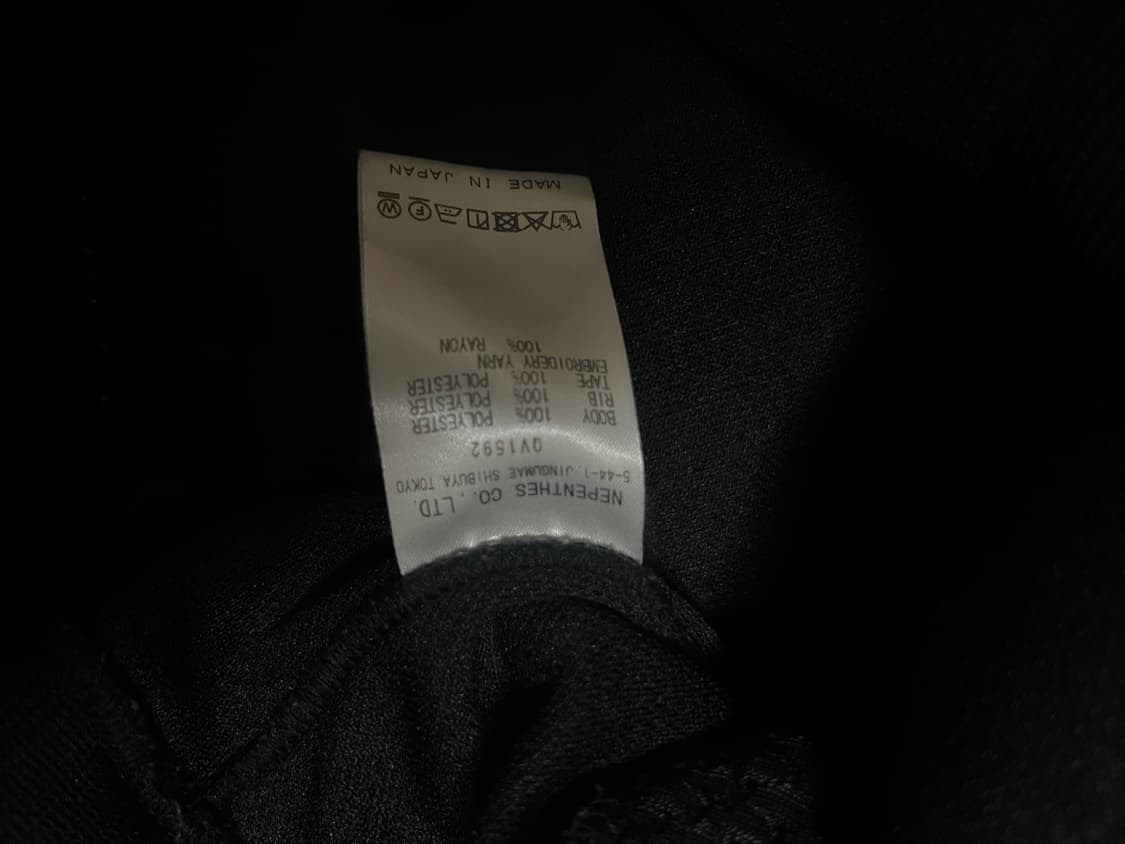 NEPENTHES CO., LTD.
5-44-1, JINGUMAE SHIBUYA, TOKYO
QV1592
BODY 100% POLYESTER
RIB 100% POLYESTER
TAPE 100% POLYESTER
EMBROIDERY YARN
100% RAYON
F W
MADE IN JAPAN